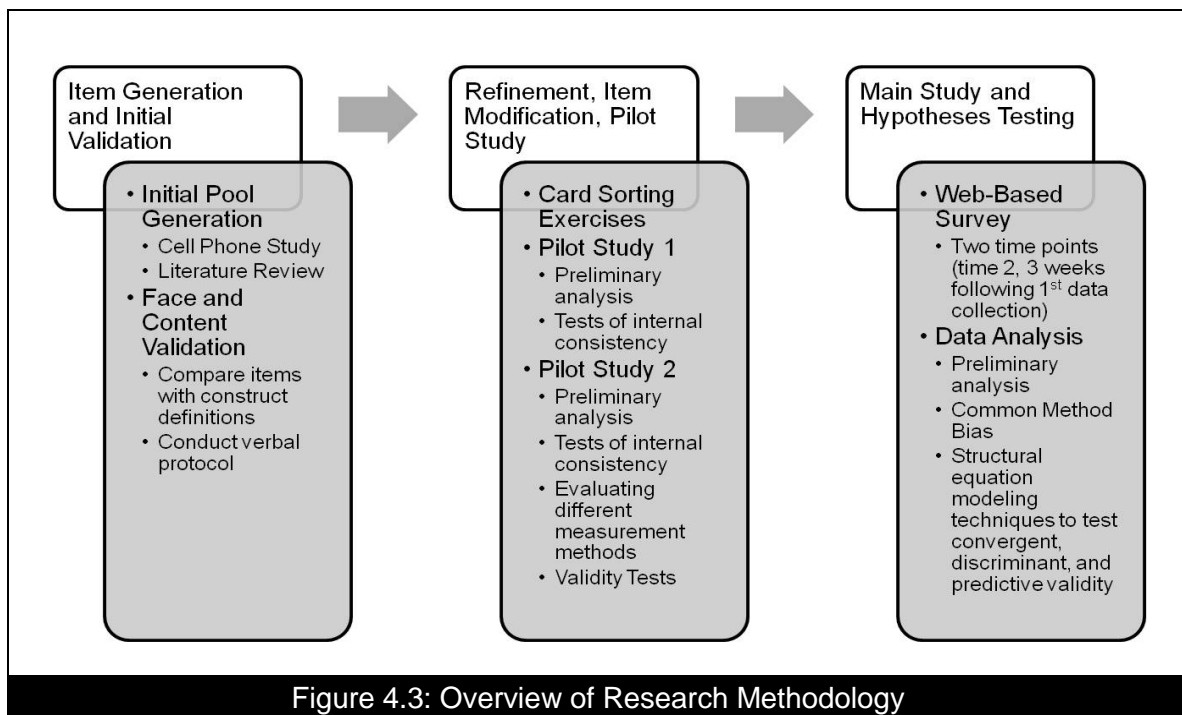 Item Generation
and Initial
Validation
• Initial Pool
Generation
• Cell Phone Study
• Literature Review
• Face and
Content
Validation
• Compare items
with construct
definitions
• Conduct verbal
protocol
Refinement, Item
Modification, Pilot
Study
• Card Sorting
Exercises
• Pilot Study 1
• Preliminary
analysis
• Tests of internal
consistency
• Pilot Study 2
• Preliminary
analysis
• Tests of internal
consistency
• Evaluating
different
measurement
methods
• Validity Tests
Main Study and
Hypotheses Testing
• Web-Based
Survey
• Two time points
(time 2, 3 weeks
following 1st data
collection)
• Data Analysis
• Preliminary
analysis
• Common Method
Bias
• Structural
equation
modeling
techniques to test
convergent,
discriminant, and
predictive validity
Figure 4.3: Overview of Research Methodology